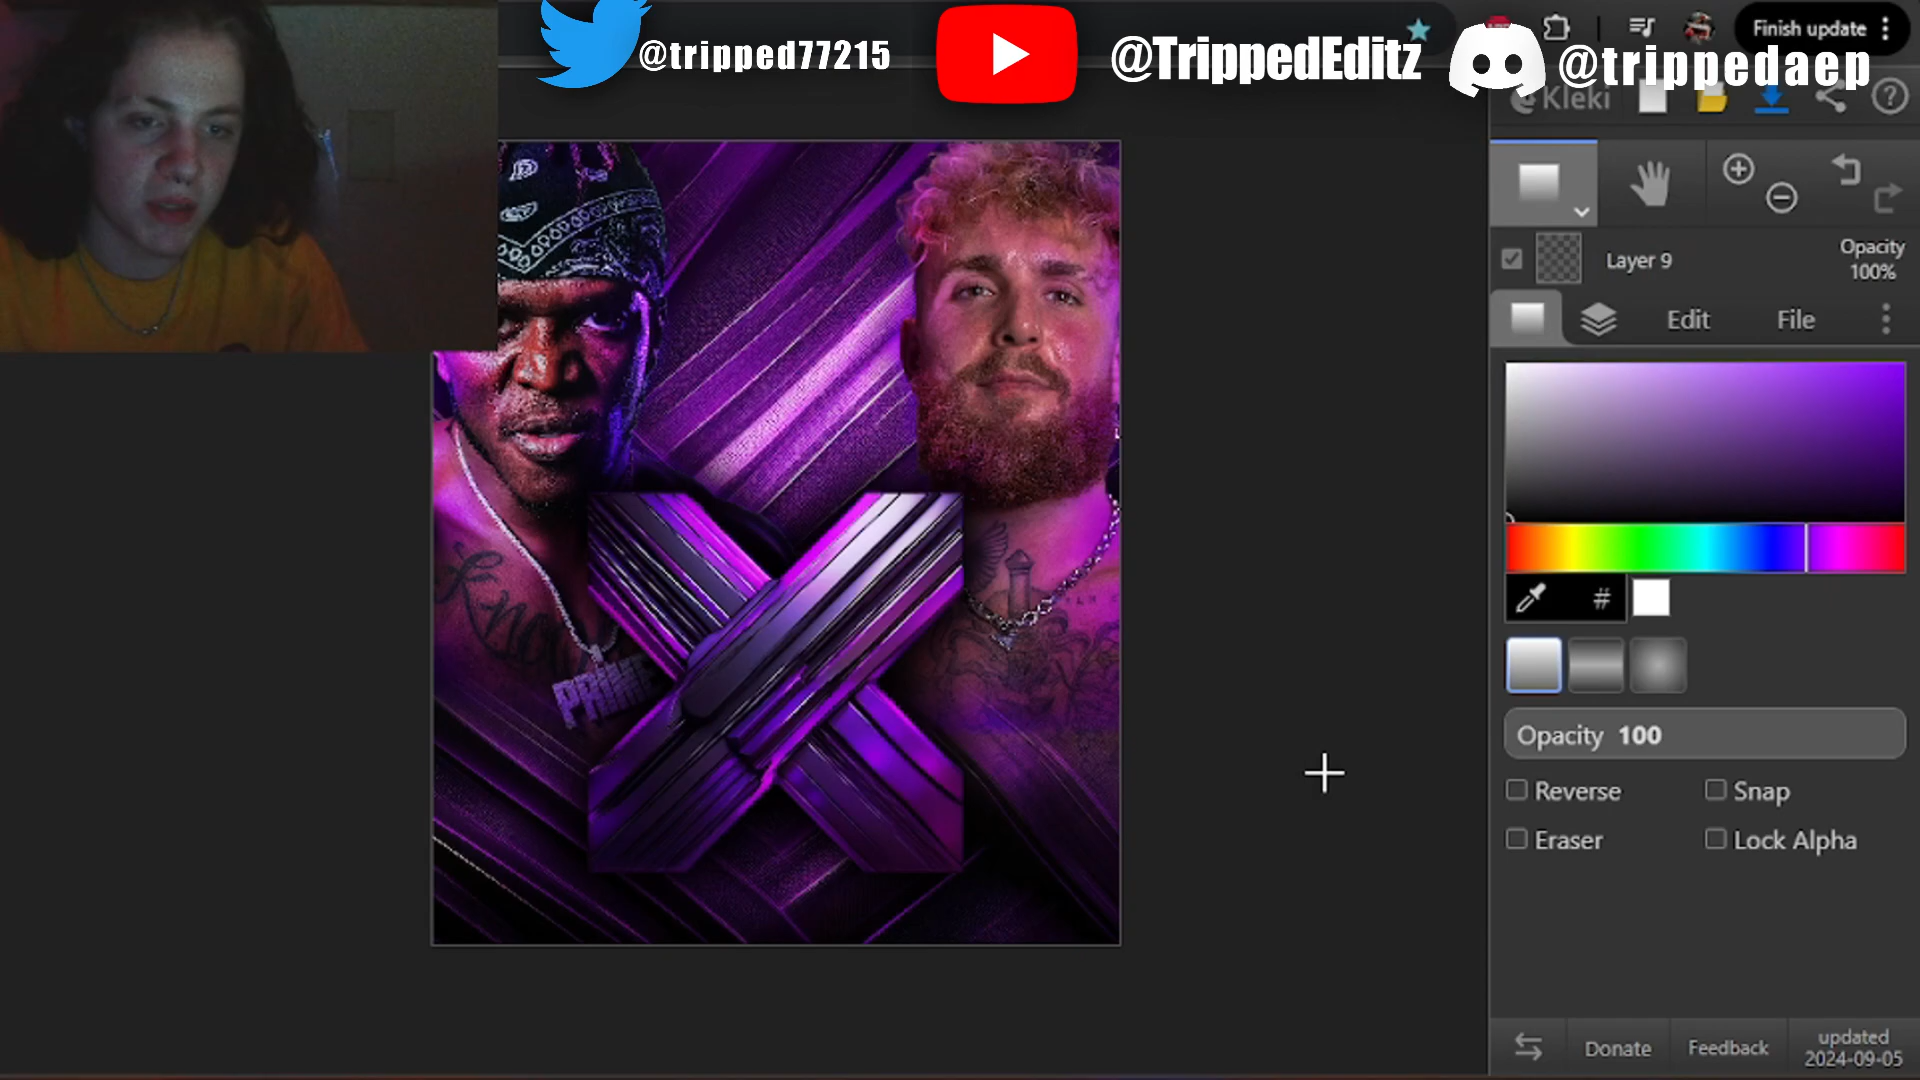 @tripped77215
@TrippedEditz
@trippedaep
Finish update
Kleki
Layer 9
Opacity
100%
Edit
File
#
Opacity 100
Reverse
Snap
Eraser
Lock Alpha
Donate
Feedback
updated
2024-09-05
PRIME